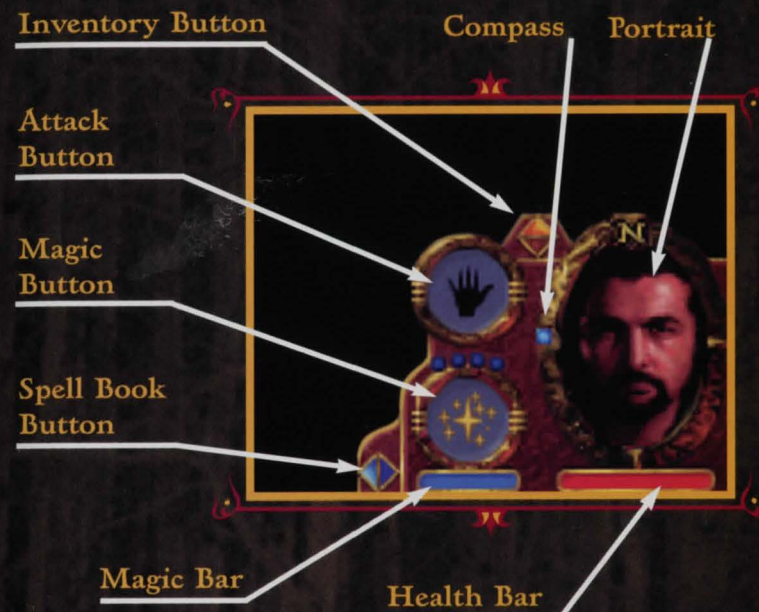 Inventory Button
Compass
Portrait
Attack
Button
N
Magic
Button
Spell Book
Button
Magic Bar
Health Bar